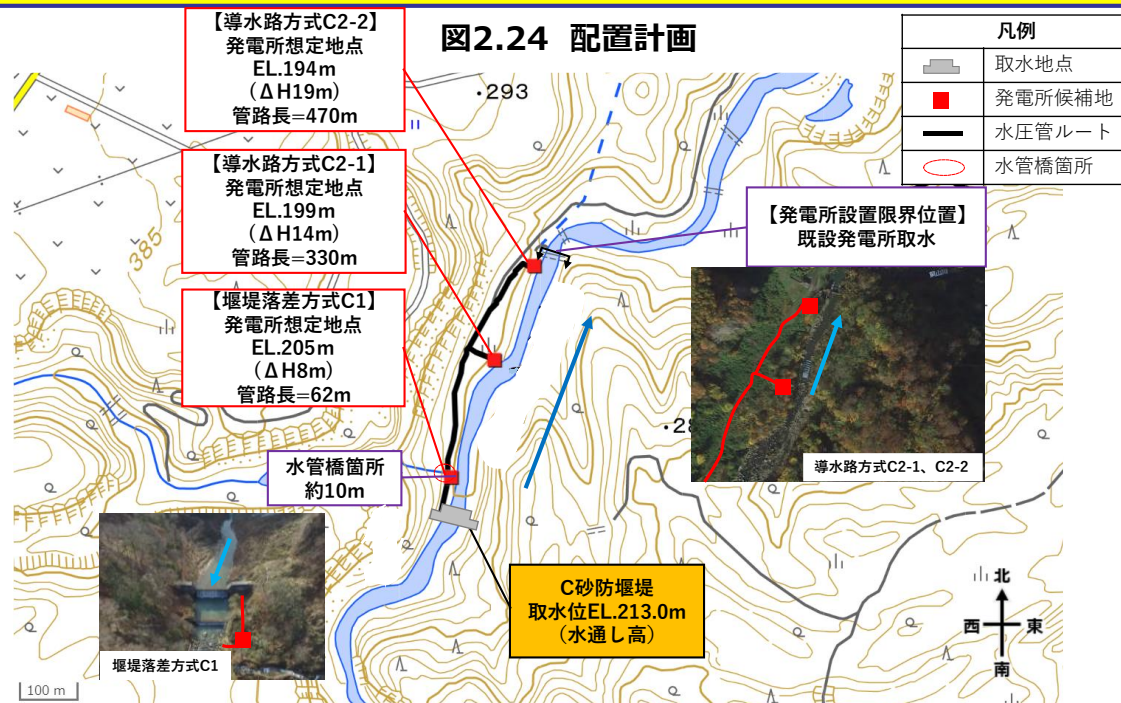 図2.24 配置計画
【導水路方式C2-2】
発電所想定地点
EL.194m
(ΔH19m)
管路長=470m
【導水路方式C2-1】
発電所想定地点
EL.199m
(ΔH14m)
管路長=330m
【堰堤落差方式C1】
発電所想定地点
EL.205m
(ΔH8m)
管路長=62m
水管橋箇所
約10m
凡例
取水地点
発電所候補地
水圧管ルート
水管橋箇所
【発電所設置限界位置】
既設発電所取水
導水路方式C2-1、C2-2
C砂防堰堤
取水位EL.213.0m
(水通し高)
堰堤落差方式C1
・293
385
北
西 東
南
100 m